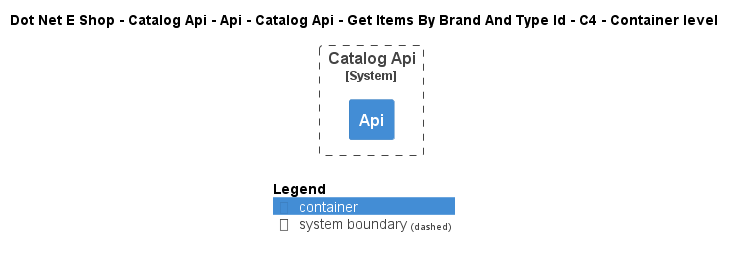 Dot Net E Shop - Catalog Api - Api - Catalog Api - Get Items By Brand And Type Id - C4 - Container level
Catalog Api
[System]
Api
Legend
container
system boundary (dashed)